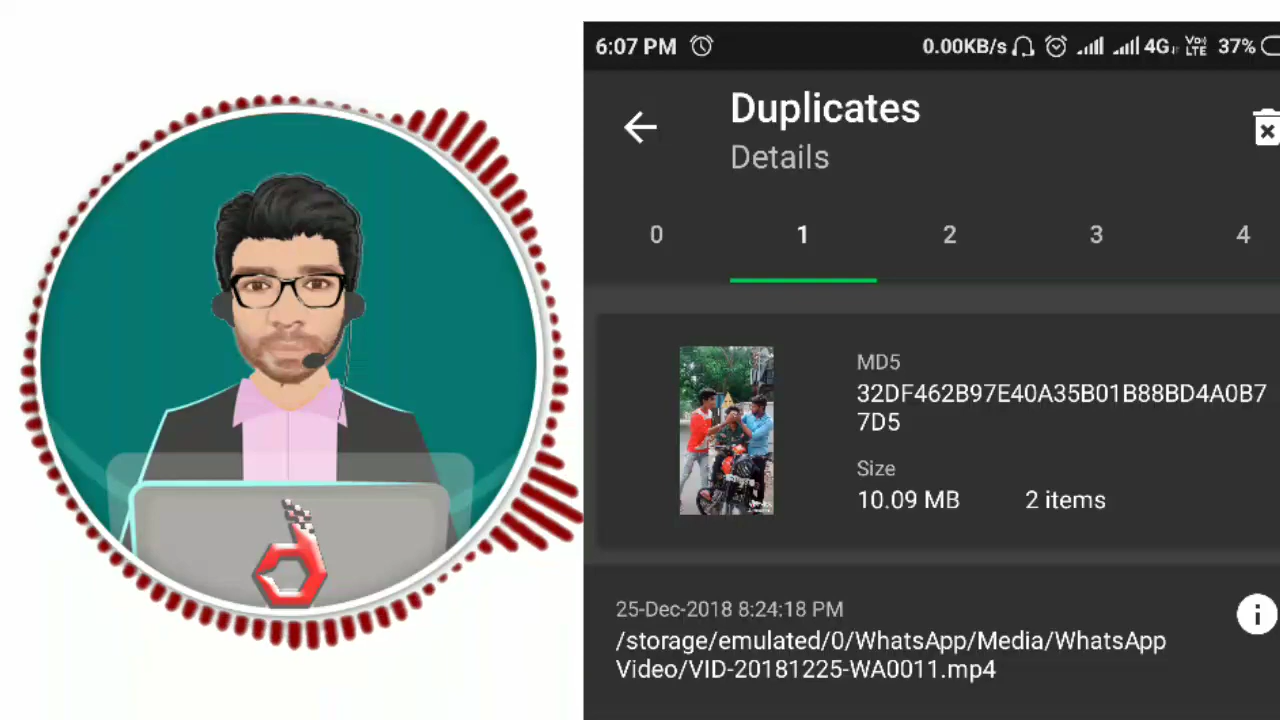 6:07 PM
0.00KB/s 4G Vo) LTE 37%
Duplicates
Details
0 1 2 3 4
MD5
32DF462B97E40A35B01B88BD4A0B7
7D5
Size
10.09 MB 2 items
25-Dec-2018 8:24:18 PM
/storage/emulated/0/WhatsApp/Media/WhatsApp
Video/VID-20181225-WA0011.mp4